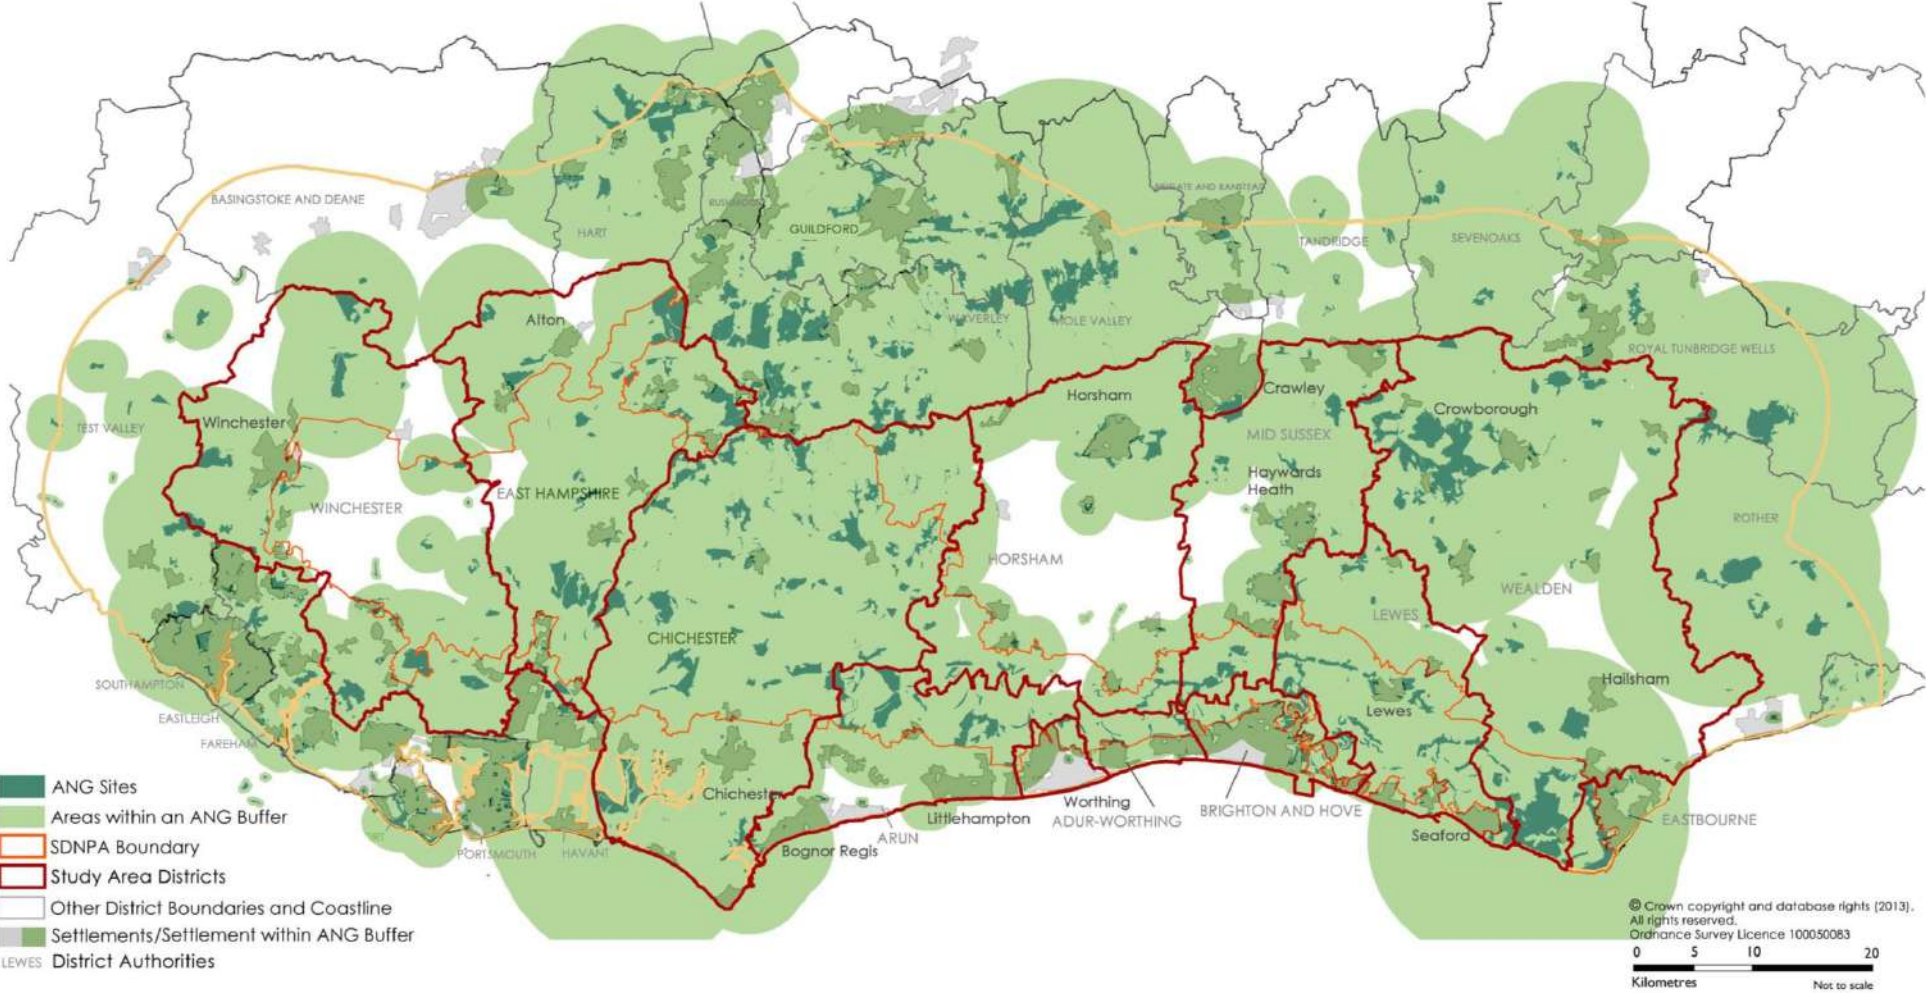 BASINGSTOKE AND DEANE
HART
GUILDFORD
REIGATE AND BANSTEAD
TANDRIDGE
SEVENOAKS
Alton
WAVERLEY
MOLE VALLEY
ROYAL TUNBRIDGE WELLS
TEST VALLEY
Winchester
Horsham
Crawley
Crowborough
MID SUSSEX
Haywards
Heath
EAST HAMPSHIRE
WINCHESTER
ROTHER
HORSHAM
WEALDEN
LEWES
CHICHESTER
SOUTHAMPTON
Hailsham
Lewes
EASTLEIGH
FAREHAM
Chichester
Worthing
ADUR-WORTHING
BRIGHTON AND HOVE
Littlehampton
EASTBOURNE
Seaford
ARUN
Bognor Regis
PORTSMOUTH
HAVANT
ANG Sites
Areas within an ANG Buffer
SDNPA Boundary
Study Area Districts
Other District Boundaries and Coastline
Settlements/Settlement within ANG Buffer
LEWES District Authorities
© Crown copyright and database rights (2013).
All rights reserved.
Ordnance Survey Licence 100050083
0 5 10 20
Kilometres
Not to scale